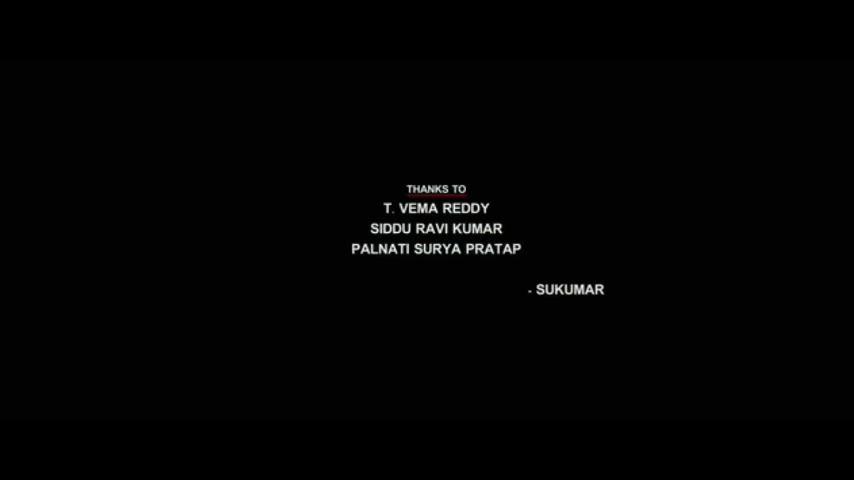 THANKS TO
T. VEMA REDDY
SIDDU RAVI KUMAR
PALNATI SURYA PRATAP
- SUKUMAR